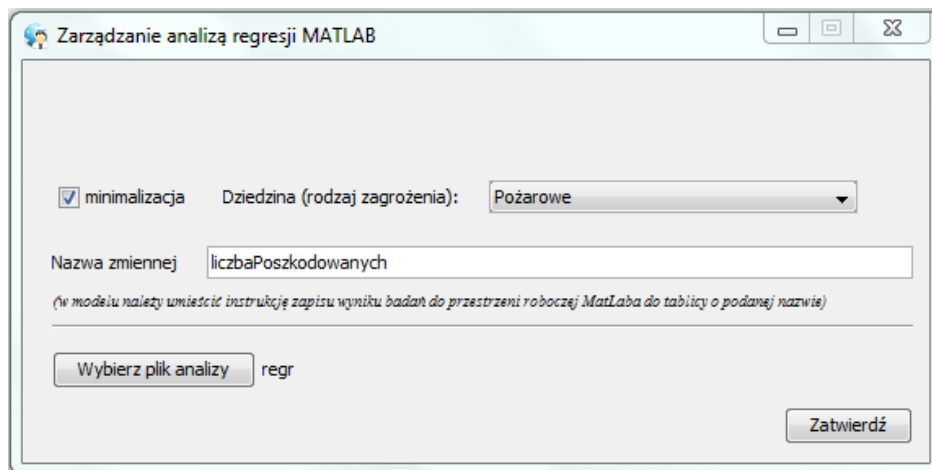 Zarządzanie analizą regresji MATLAB
minimalizacja Dziedzina (rodzaj zagrożenia): Pożarowe
Nazwa zmiennej liczbaPoszkodowanych
(w modelu należy umieścić instrukcję zapisu wyniku badań do przestrzeni roboczej MatLaba do tablicy o podanej nazwie)
Wybierz plik analizy regr
Zatwierdź